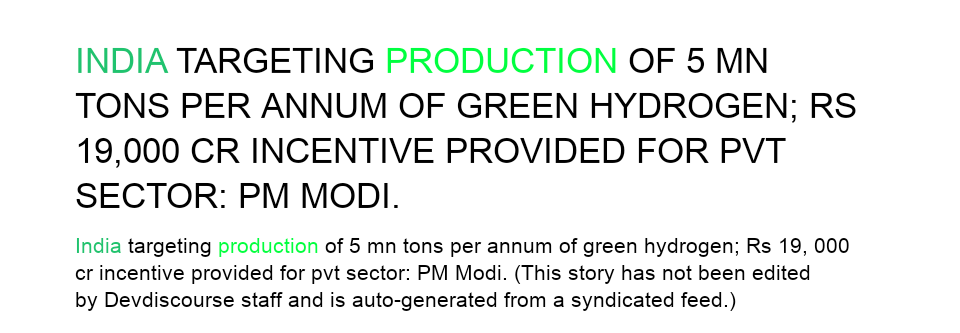 INDIA TARGETING PRODUCTION OF 5 MN
TONS PER ANNUM OF GREEN HYDROGEN; RS
19,000 CR INCENTIVE PROVIDED FOR PVT
SECTOR: PM MODI.
India targeting production of 5 mn tons per annum of green hydrogen; Rs 19, 000
cr incentive provided for pvt sector: PM Modi. (This story has not been edited
by Devdiscourse staff and is auto-generated from a syndicated feed.)